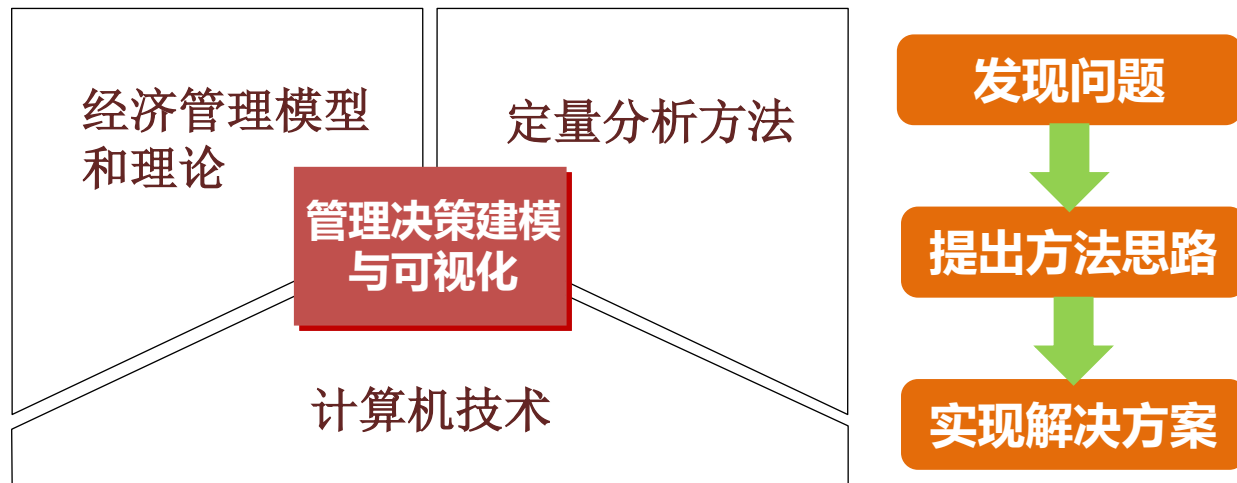 经济管理模型
和理论
定量分析方法
管理决策建模
与可视化
计算机技术
发现问题
提出方法思路
实现解决方案